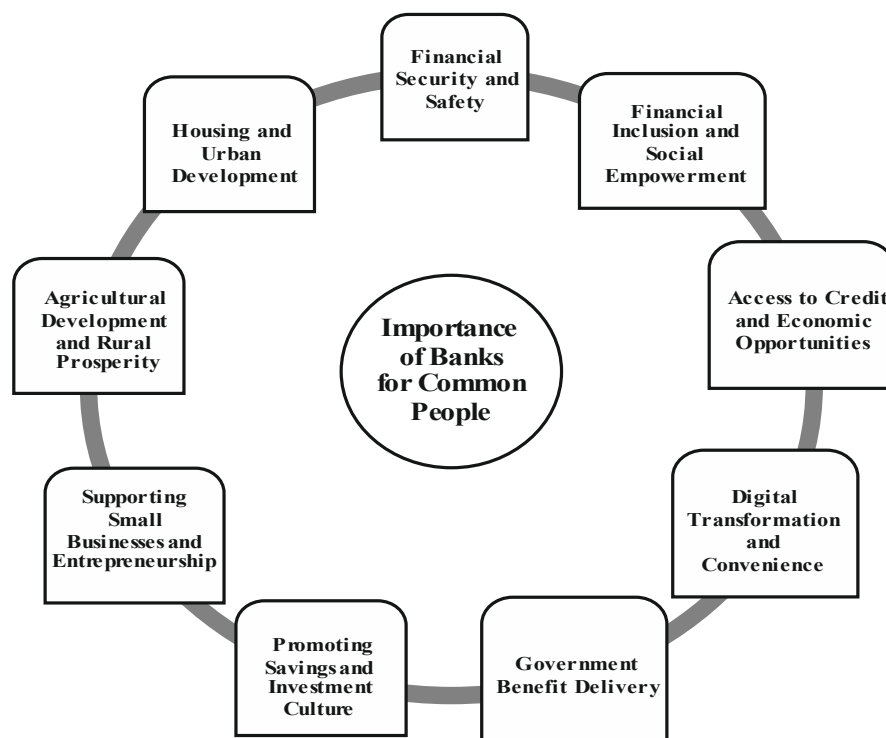 Financial
Security and
Safety
Financial
Inclusion and
Social
Empowerment
Access to Credit
and Economic
Opportunities
Digital
Transformation
and
Convenience
Government
Benefit Delivery
Promoting
Savings and
Investment
Culture
Supporting
Small
Businesses and
Entrepreneurship
Agricultural
Development
and Rural
Prosperity
Housing and
Urban
Development
Importance
of Banks
for Common
People